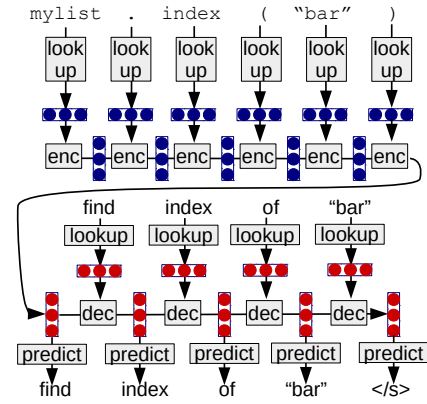 mylist . index ( “bar” )
look up look up look up look up look up look up
enc enc enc enc enc enc
find index of “bar”
lookup lookup lookup lookup
dec dec dec dec
predict predict predict predict predict
find index of “bar” </s>